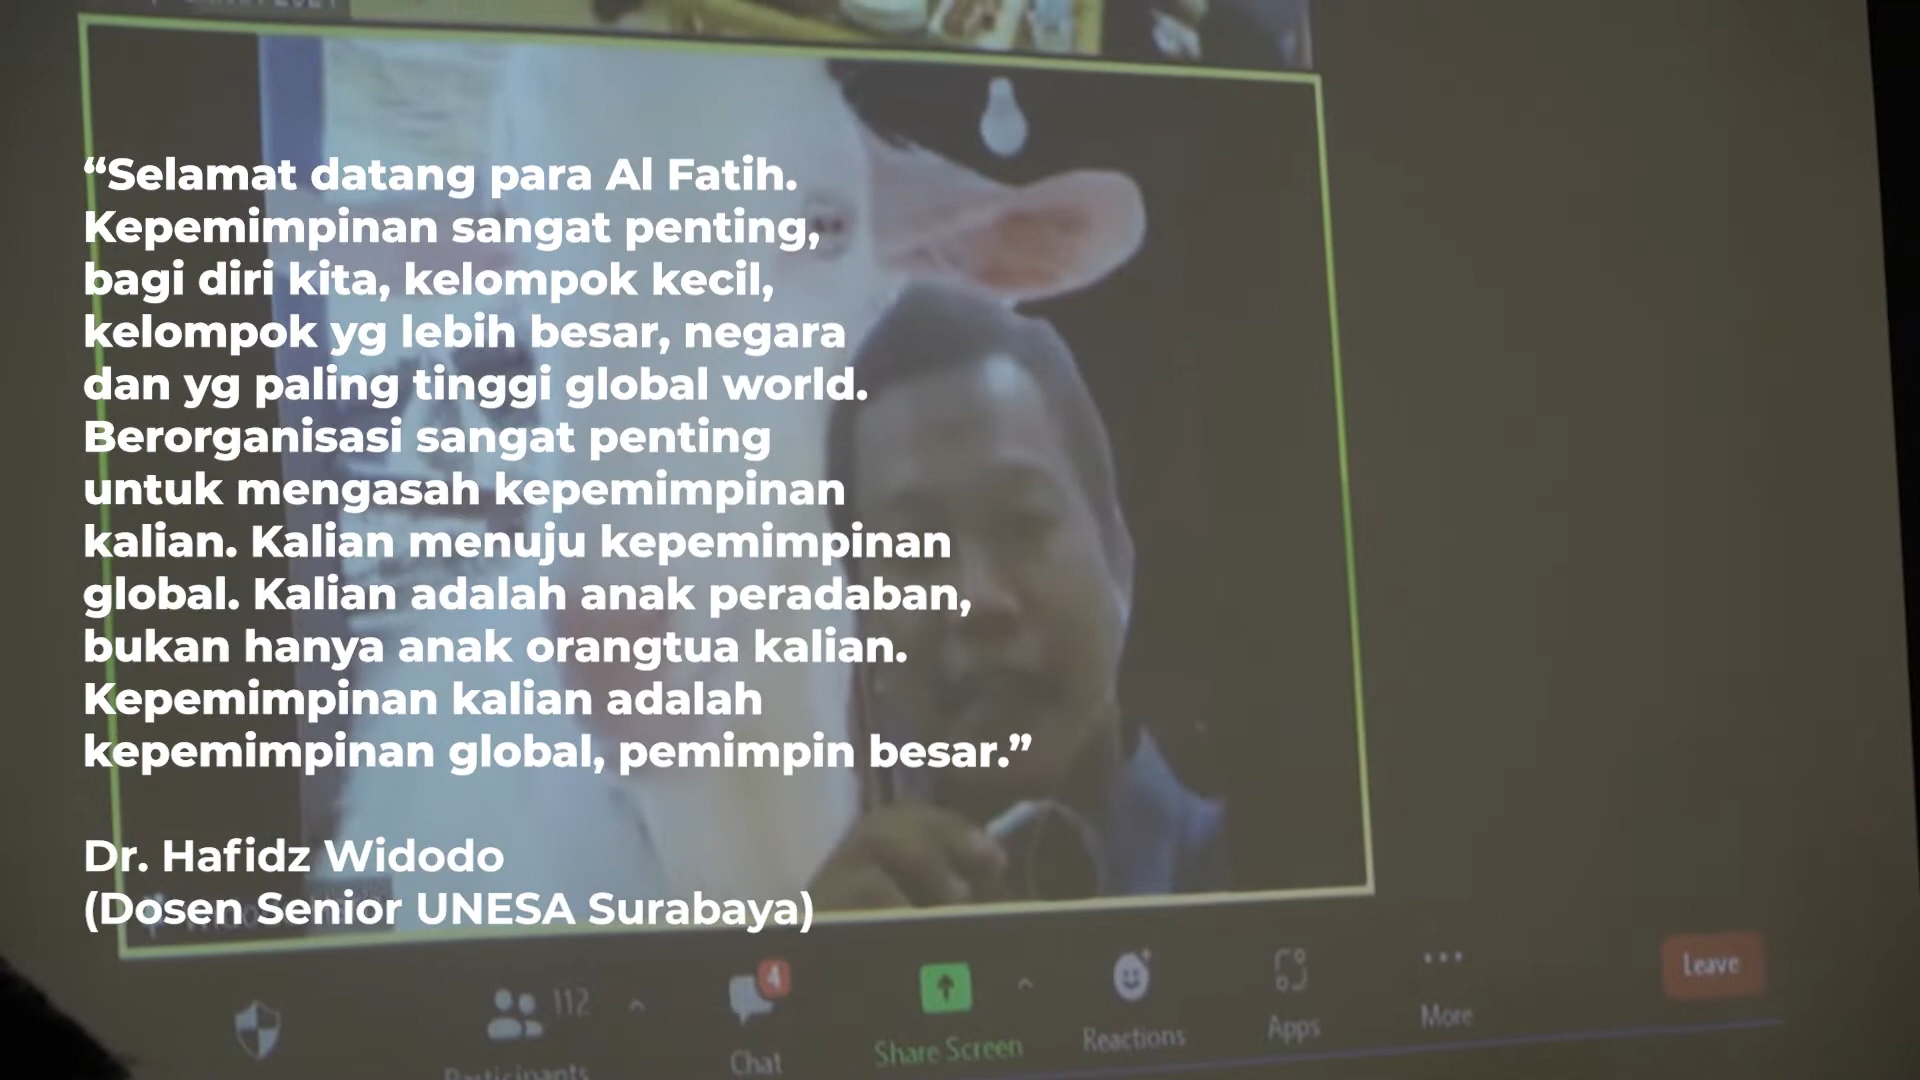 “Selamat datang para Al Fatih.
Kepemimpinan sangat penting,
bagi diri kita, kelompok kecil,
kelompok yg lebih besar, negara
dan yg paling tinggi global world.
Berorganisasi sangat penting
untuk mengasah kepemimpinan
kalian. Kalian menuju kepemimpinan
global. Kalian adalah anak peradaban,
bukan hanya anak orangtua kalian.
Kepemimpinan kalian adalah
kepemimpinan global, pemimpin besar.”
Dr. Hafidz Widodo
(Dosen Senior UNESA Surabaya)
112
4
Participants
Chat
Share Screen
Reactions
Apps
More
Leave